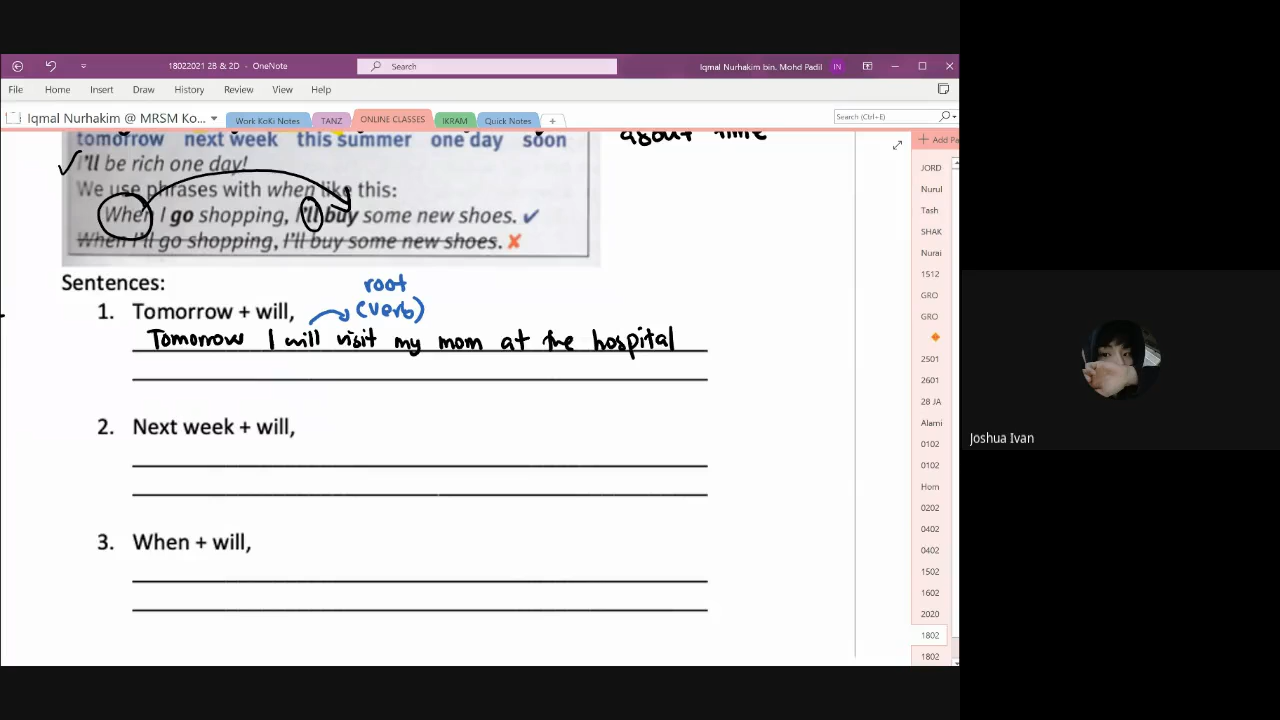 18022021 2B & 2D - OneNote
Search
Iqmal Nurhakim bin. Mohd Padil
IN
File Home Insert Draw History Review View Help
Iqmal Nurhakim @ MRSM Ko...
Work KoKi Notes
TANZ
ONLINE CLASSES
IKRAM
Quick Notes
Search (Ctrl+E)
tomorrow next week this summer one day soon
about time
I'll be rich one day!
We use phrases with when like this:
When I go shopping, I'll buy some new shoes. ✔
When I'll go shopping, I'll buy some new shoes. ✘
Sentences:
root
1. Tomorrow + will,
(verb)
Tomorrow I will visit my mom at the hospital
2. Next week + will,
3. When + will,
Add Pa
JORD
Nurul
Tash
SHAK
Nurai
1512
GRO
GRO
2501
2601
28 JA
Alami
0102
0102
Hom
0202
0402
0402
1502
1602
2020
1802
1802
Joshua Ivan